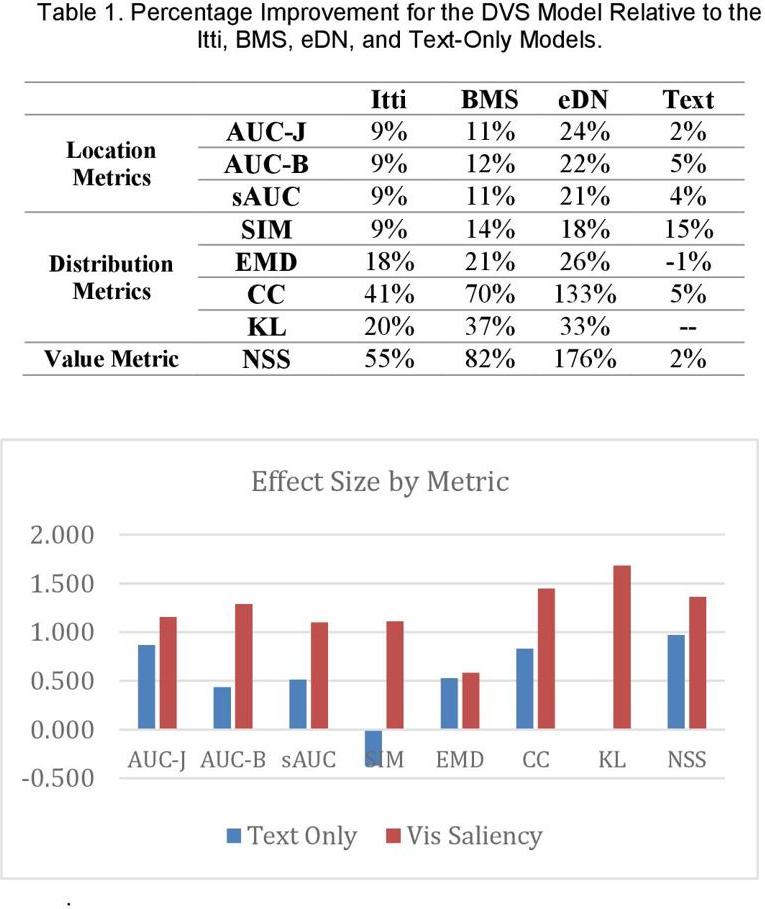 Table 1. Percentage Improvement for the DVS Model Relative to the
Itti, BMS, eDN, and Text-Only Models.
Itti BMS eDN Text
Location Metrics AUC-J 9% 11% 24% 2%
AUC-B 9% 12% 22% 5%
sAUC 9% 11% 21% 4%
Distribution Metrics SIM 9% 14% 18% 15%
EMD 18% 21% 26% -1%
CC 41% 70% 133% 5%
KL 20% 37% 33% --
Value Metric NSS 55% 82% 176% 2%
Effect Size by Metric
2.000
1.500
1.000
0.500
0.000
-0.500
AUC-J AUC-B sAUC SIM EMD CC KL NSS
Text Only Vis Saliency
.